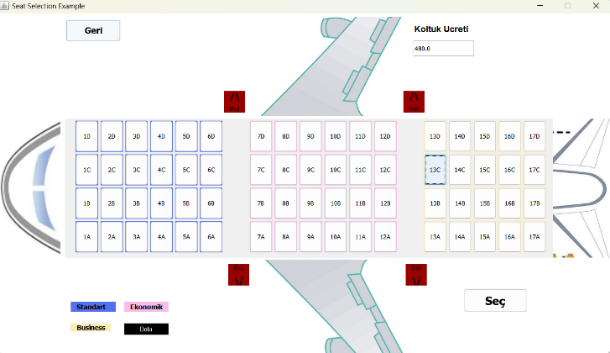 Seat Selection Example
Geri
Koltuk Ucreti
480.0
1D 2D 3D 4D 5D 6D 7D 8D 9D 10D 11D 12D 13D 14D 15D 16D 17D
1C 2C 3C 4C 5C 6C 7C 8C 9C 10C 11C 12C 13C 14C 15C 16C 17C
1B 2B 3B 4B 5B 6B 7B 8B 9B 10B 11B 12B 13B 14B 15B 16B 17B
1A 2A 3A 4A 5A 6A 7A 8A 9A 10A 11A 12A 13A 14A 15A 16A 17A
Seç
Standart Ekonomik
Business Dolu